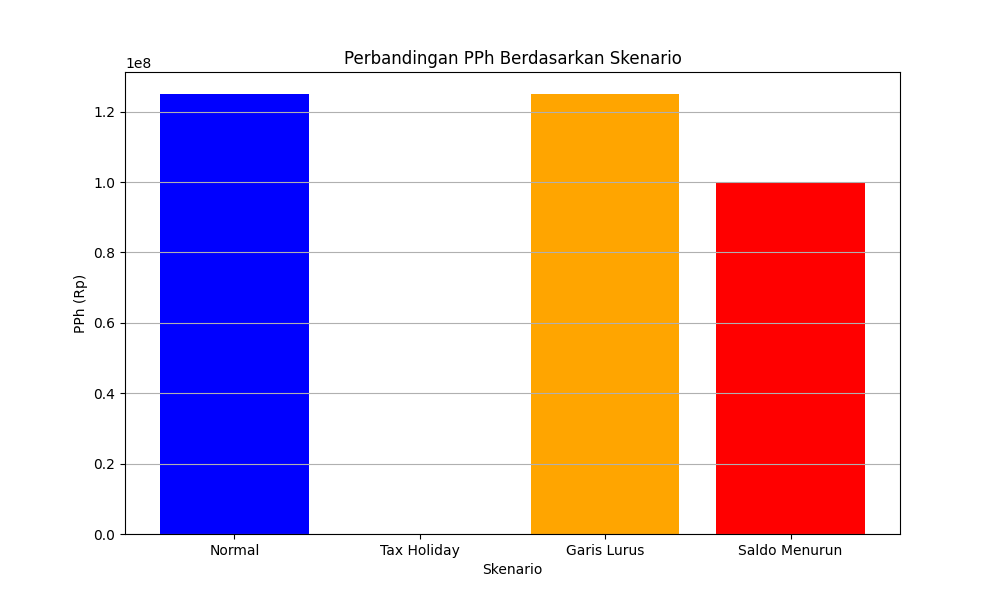 Perbandingan PPh Berdasarkan Skenario
1e8
1.2
1.0
0.8
0.6
0.4
0.2
0.0
PPh (Rp)
Normal
Tax Holiday
Garis Lurus
Saldo Menurun
Skenario